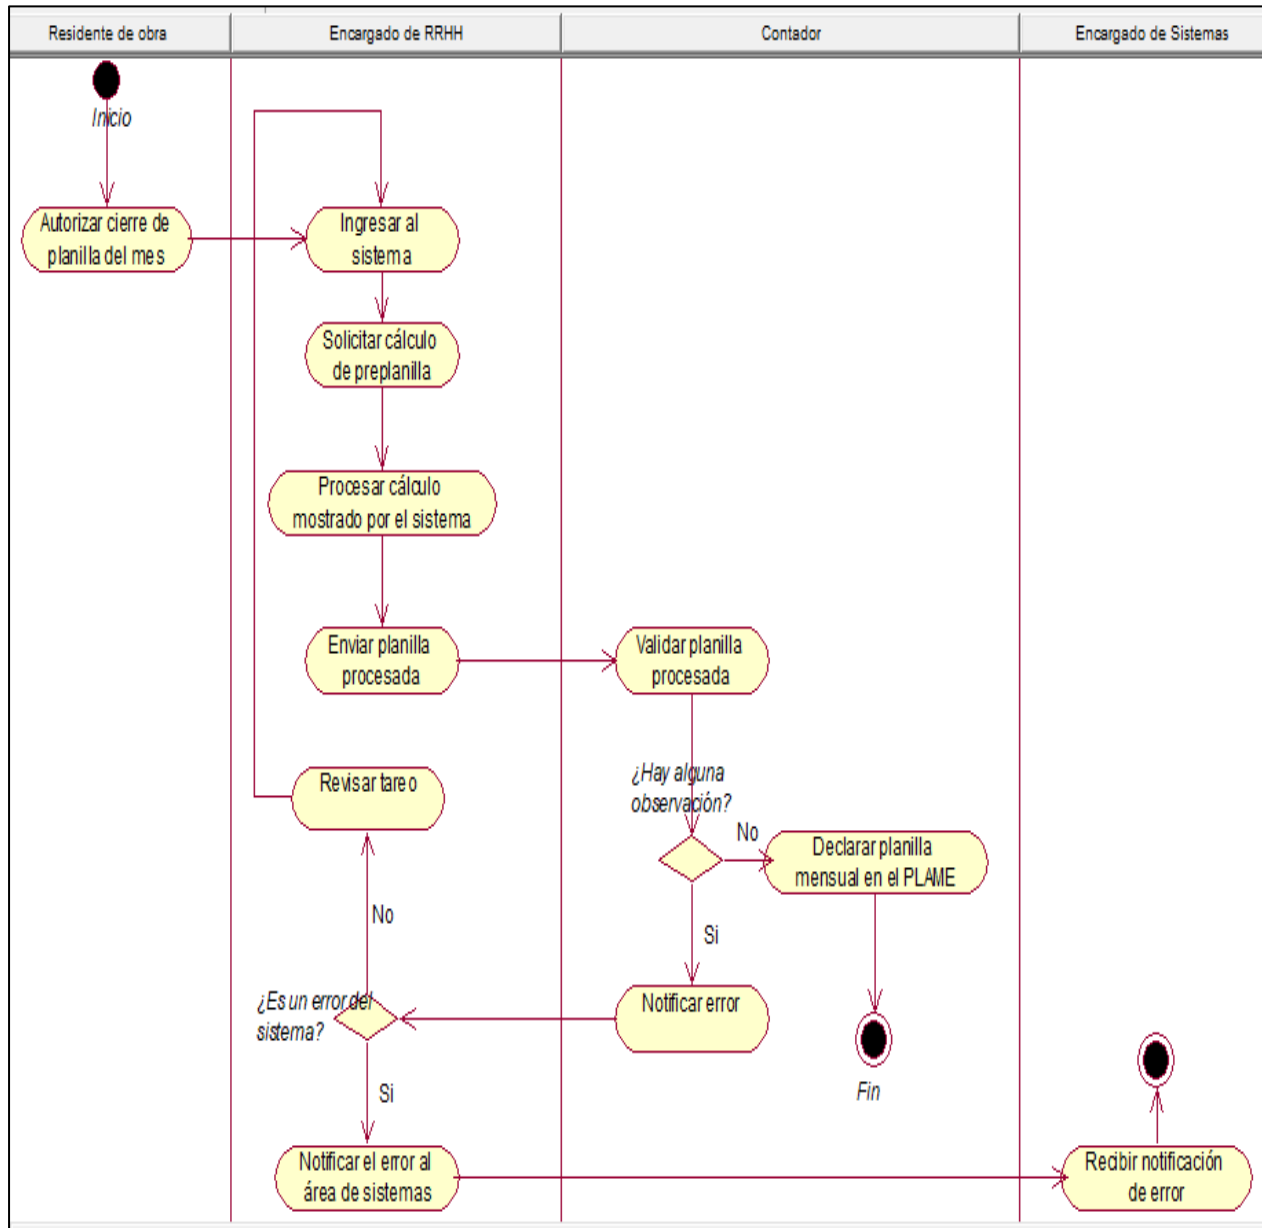 Residente de obra
Encargado de RRHH
Contador
Encargado de Sistemas
Inicio
Autorizar cierre de
planilla del mes
Ingresar al
sistema
Solicitar cálculo
de preplanilla
Procesar cálculo
mostrado por el sistema
Enviar planilla
procesada
Validar planilla
procesada
¿Hay alguna
observación?
Revisar tareo
No
Declarar planilla
mensual en el PLAME
No
Si
¿Es un error del
sistema?
Notificar error
Fin
Si
Notificar el error al
área de sistemas
Recibir notificación
de error